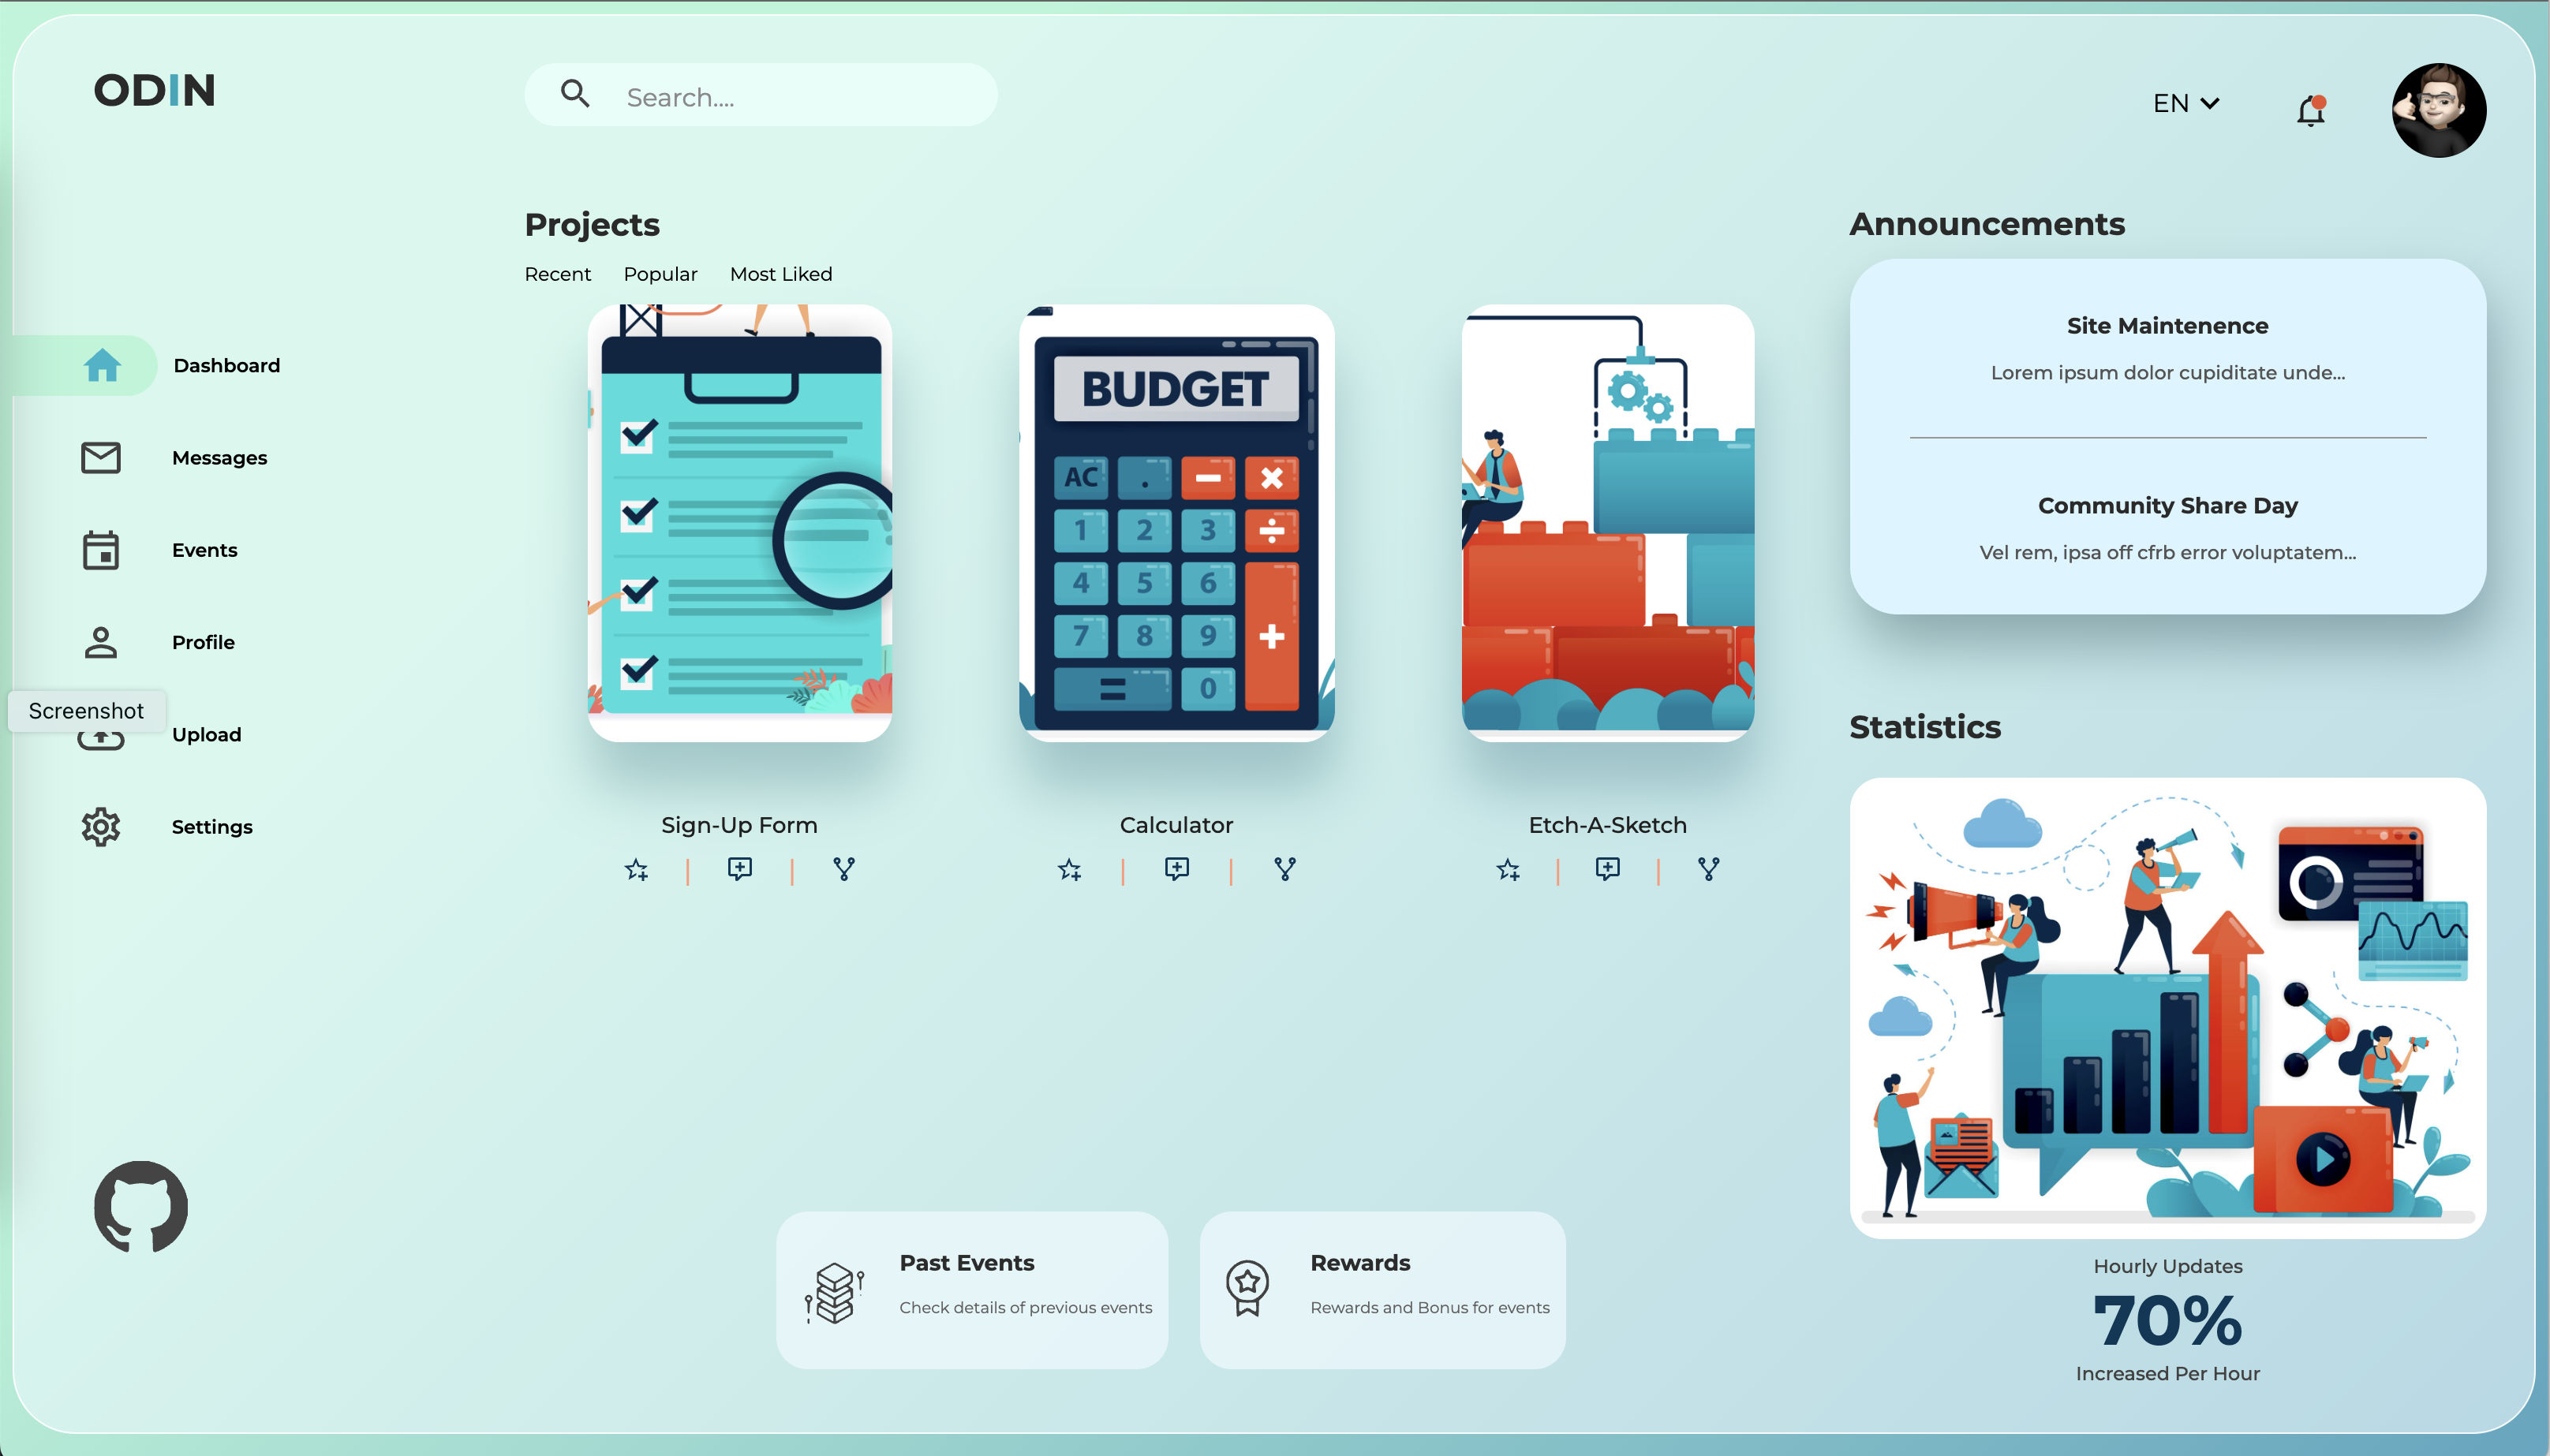 ODIN
Search....
EN
Dashboard
Messages
Events
Profile
Screenshot
Upload
Settings
Projects
Recent Popular Most Liked
BUDGET
AC . − ×
1 2 3 ÷
4 5 6
7 8 9 +
= 0
Sign-Up Form
Calculator
Etch-A-Sketch
Past Events
Check details of previous events
Rewards
Rewards and Bonus for events
Announcements
Site Maintenence
Lorem ipsum dolor cupiditate unde...
Community Share Day
Vel rem, ipsa off cfrb error voluptatem...
Statistics
Hourly Updates
70%
Increased Per Hour